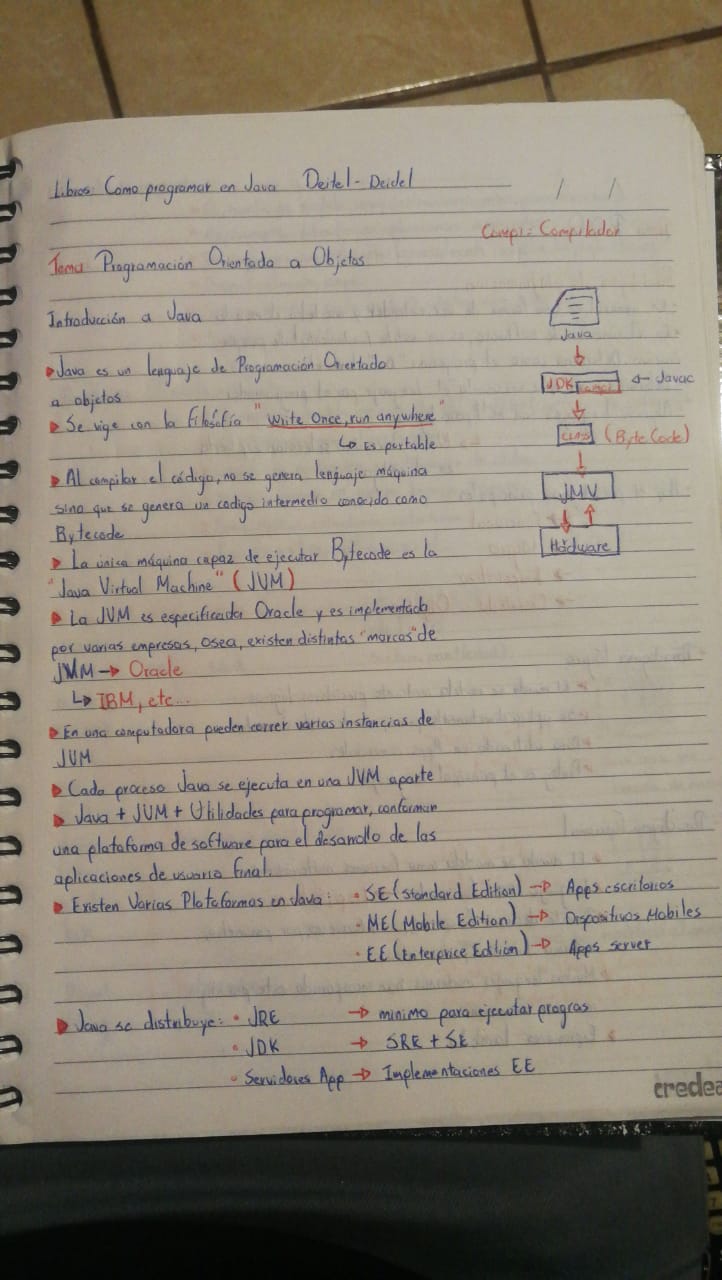 Libros: Como programar en Java Deitel-Deidel
/ /
Compi: Compilador
Tema: Programación Orientada a Objetos
Introducción a Java
Java
Java es un lenguaje de Programación Orientado
a objetos
JDK compi ← Javac
Se rige con la filosofía "Write Once, run anywhere"
↳ Es portable
class (Byte Code)
Al compilar el código, no se genera lenguaje máquina
sino que se genera un codigo intermedio conocido como
Bytecode
JMV
Hadware
La única máquina capaz de ejecutar Bytecode es la
"Java Virtual Machine" (JVM)
La JVM es especificada Oracle y es implementada
por varias empresas, osea, existen distintas "marcas" de
JVM → Oracle
↳ IBM, etc...
En una computadora pueden correr varias instancias de
JVM
Cada proceso Java se ejecuta en una JVM aparte
Java + JVM + Utilidades para programar, conforman
una plataforma de software para el desarrollo de las
aplicaciones de usuario final.
Existen Varias Plataformas en Java: • SE (Standard Edition) → Apps escritorios
• ME (Mobile Edition) → Dispositivos Mobiles
• EE (Enterprice Edition) → Apps server
Java se distribuye: • JRE → minimo para ejecutar progras
• JDK → SRE + SE
• Servidores App → Implementaciones EE